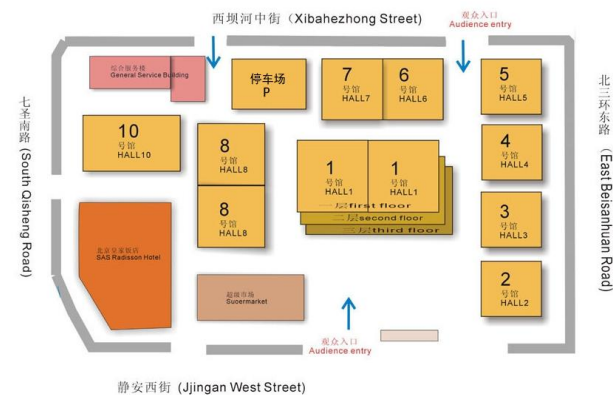 西坝河中街（Xibahezhong Street)
观众入口
Audience entry
综合服务楼
General Service Building
停车场
P
7
号馆
HALL7
6
号馆
HALL6
5
号馆
HALL5
10
号馆
HALL10
8
号馆
HALL8
4
号馆
HALL4
1
号馆
HALL1
1
号馆
HALL1
一层first floor
二层second floor
三层third floor
8
号馆
HALL8
3
号馆
HALL3
北京皇家饭店
SAS Radisson Hotel
2
号馆
HALL2
超级市场
Susermarket
观众入口
Audience entry
七圣南路 (South Qisheng Road)
北三环东路 (East Beisanhuan Road)
静安西街 (Jjingan West Street)